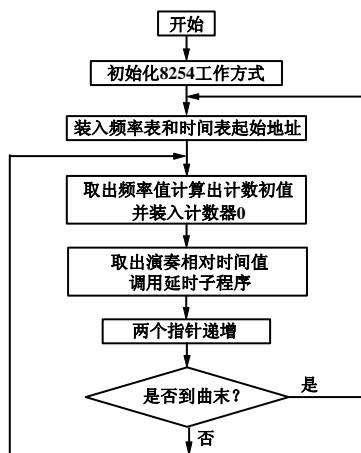 开始
初始化8254工作方式
装入频率表和时间表起始地址
取出频率值计算出计数初值
并装入计数器0
取出演奏相对时间值
调用延时子程序
两个指针递增
是否到曲末？
是
否